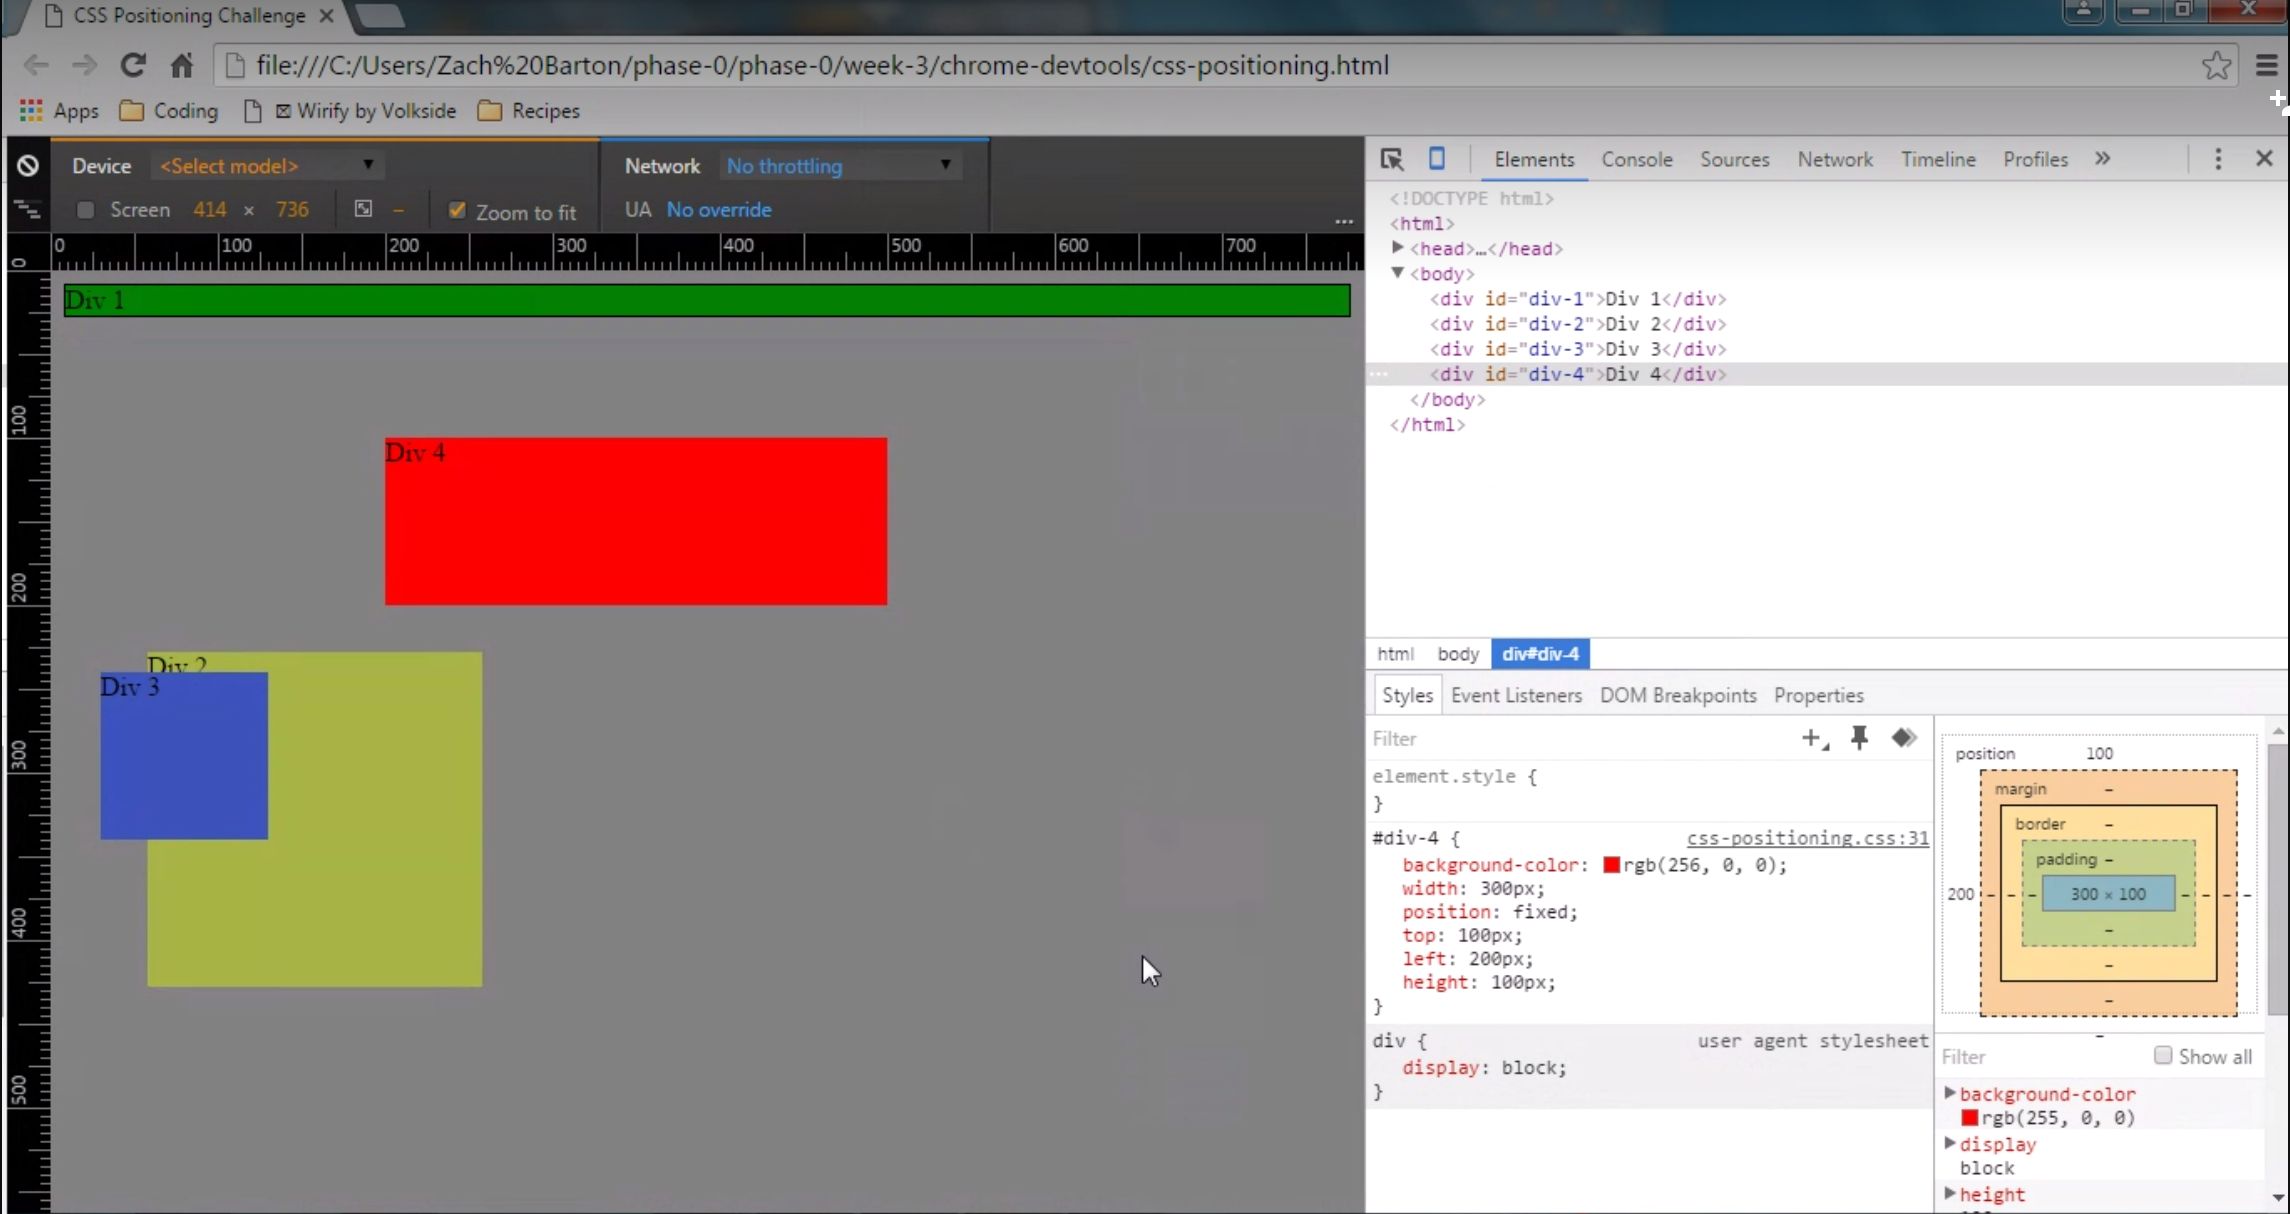 CSS Positioning Challenge
file:///C:/Users/Zach%20Barton/phase-0/phase-0/week-3/chrome-devtools/css-positioning.html
Apps Coding Wirify by Volkside Recipes
Device <Select model> Network No throttling
Screen 414 × 736 – Zoom to fit UA No override ...
0 100 200 300 400 500 600 700
0
100
200
300
400
500
Div 1
Div 4
Div 2
Div 3
Elements Console Sources Network Timeline Profiles »
<!DOCTYPE html>
<html>
<head>…</head>
<body>
<div id="div-1">Div 1</div>
<div id="div-2">Div 2</div>
<div id="div-3">Div 3</div>
... <div id="div-4">Div 4</div>
</body>
</html>
html body div#div-4
Styles Event Listeners DOM Breakpoints Properties
Filter
element.style {
}
#div-4 { css-positioning.css:31
background-color: rgb(256, 0, 0);
width: 300px;
position: fixed;
top: 100px;
left: 200px;
height: 100px;
}
div { user agent stylesheet
display: block;
}
position 100
margin –
border –
padding –
200 – – – 300 × 100 – – – –
–
–
–
–
Filter Show all
background-color
rgb(255, 0, 0)
display
block
height